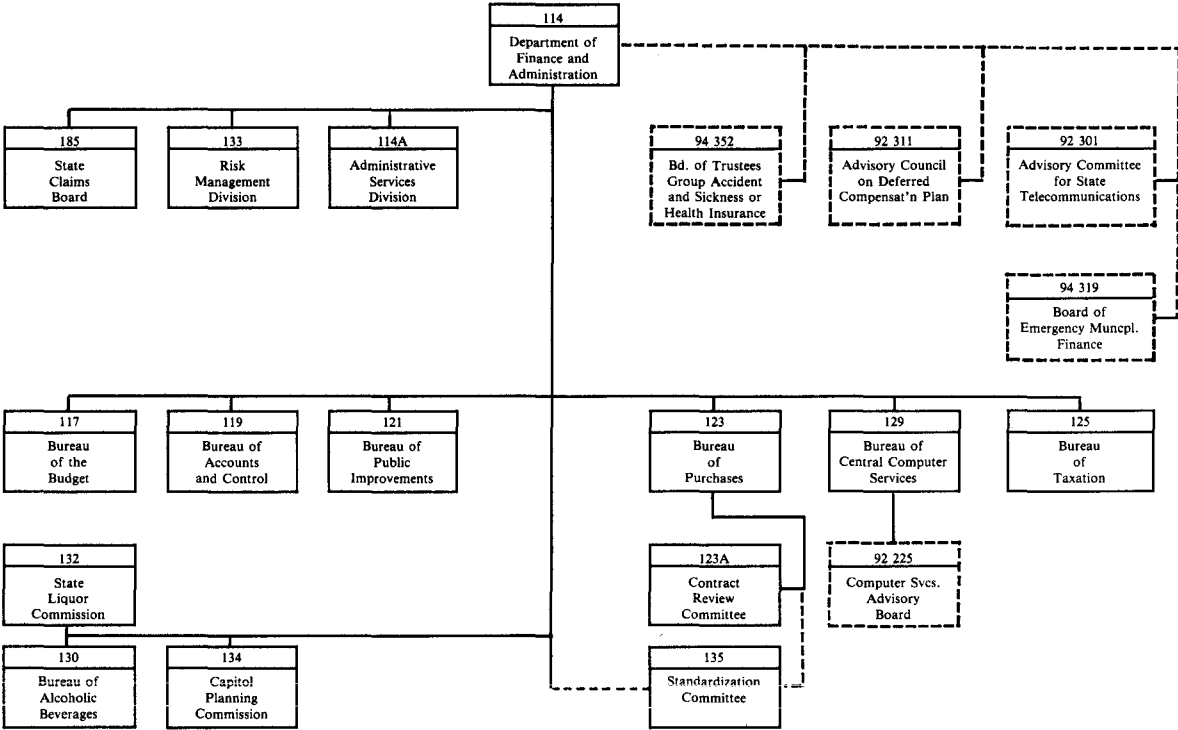 114
Department of
Finance and
Administration
185
State
Claims
Board
133
Risk
Management
Division
114A
Administrative
Services
Division
94 352
Bd. of Trustees
Group Accident
and Sickness or
Health Insurance
92 311
Advisory Council
on Deferred
Compensat'n Plan
92 301
Advisory Committee
for State
Telecommunications
94 319
Board of
Emergency Muncpl.
Finance
117
Bureau
of the
Budget
119
Bureau of
Accounts
and Control
121
Bureau of
Public
Improvements
123
Bureau
of
Purchases
129
Bureau of
Central Computer
Services
125
Bureau
of
Taxation
132
State
Liquor
Commission
123A
Contract
Review
Committee
92 225
Computer Svcs.
Advisory
Board
130
Bureau of
Alcoholic
Beverages
134
Capitol
Planning
Commission
135
Standardization
Committee